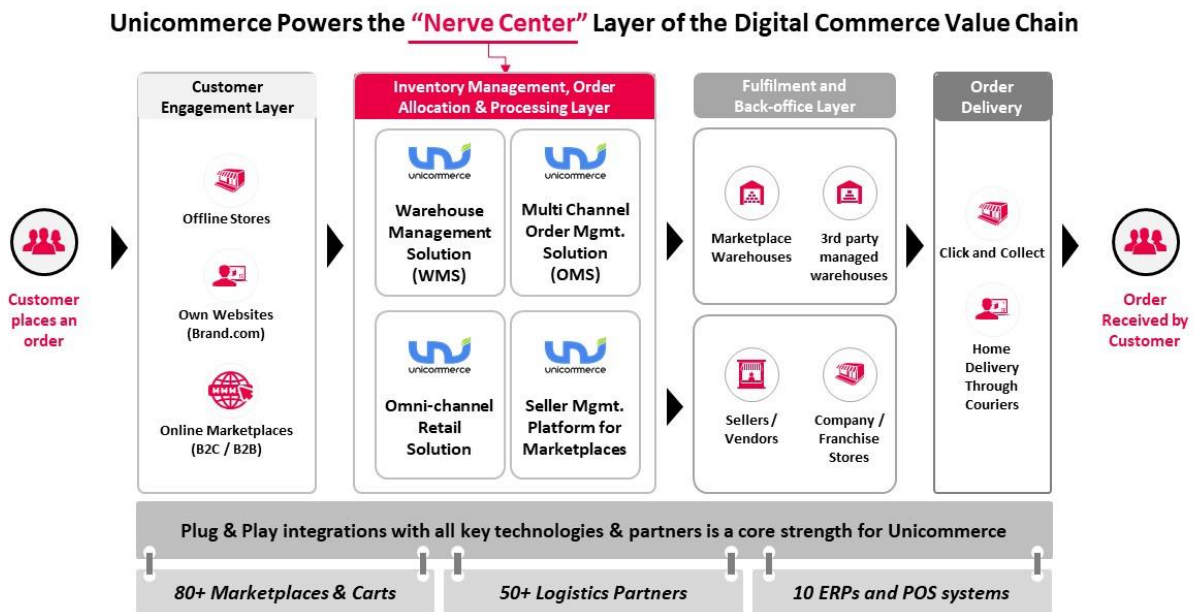 Unicommerce Powers the “Nerve Center” Layer of the Digital Commerce Value Chain
Customer
places an
order
Customer
Engagement Layer
Offline Stores
Own Websites
(Brand.com)
WWW
Online Marketplaces
(B2C / B2B)
Inventory Management, Order
Allocation & Processing Layer
uni
unicommerce
Warehouse
Management
Solution
(WMS)
uni
unicommerce
Multi Channel
Order Mgmt.
Solution
(OMS)
uni
unicommerce
Omni-channel
Retail
Solution
uni
unicommerce
Seller Mgmt.
Platform for
Marketplaces
Fulfilment and
Back-office Layer
Marketplace
Warehouses
3rd party
managed
warehouses
Sellers /
Vendors
Company /
Franchise
Stores
Order
Delivery
Click and Collect
Home
Delivery
Through
Couriers
Order
Received by
Customer
Plug & Play integrations with all key technologies & partners is a core strength for Unicommerce
80+ Marketplaces & Carts
50+ Logistics Partners
10 ERPs and POS systems